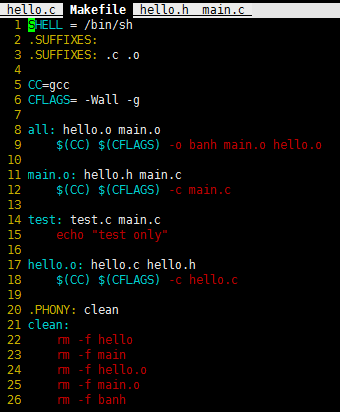 hello.c Makefile hello.h main.c
1 SHELL = /bin/sh
2 .SUFFIXES:
3 .SUFFIXES: .c .o
4
5 CC=gcc
6 CFLAGS= -Wall -g
7
8 all: hello.o main.o
9 $(CC) $(CFLAGS) -o banh main.o hello.o
10
11 main.o: hello.h main.c
12 $(CC) $(CFLAGS) -c main.c
13
14 test: test.c main.c
15 echo "test only"
16
17 hello.o: hello.c hello.h
18 $(CC) $(CFLAGS) -c hello.c
19
20 .PHONY: clean
21 clean:
22 rm -f hello
23 rm -f main
24 rm -f hello.o
25 rm -f main.o
26 rm -f banh